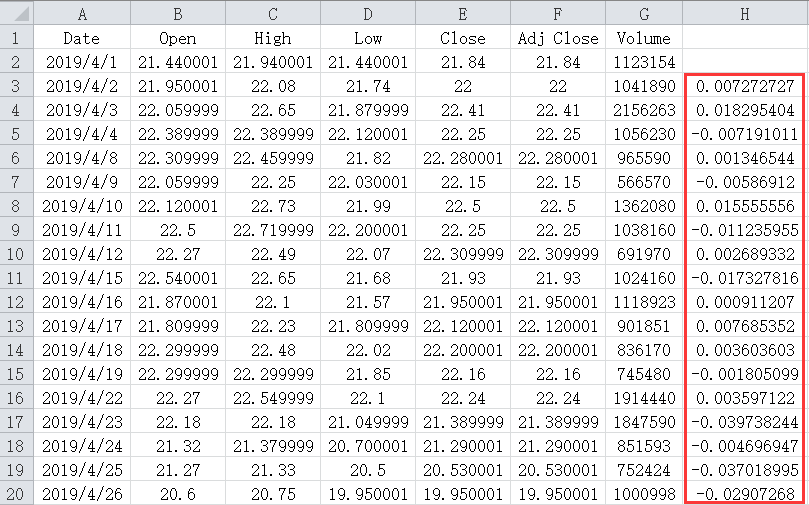 A B C D E F G H
1 Date Open High Low Close Adj Close Volume
2 2019/4/1 21.440001 21.940001 21.440001 21.84 21.84 1123154
3 2019/4/2 21.950001 22.08 21.74 22 22 1041890 0.007272727
4 2019/4/3 22.059999 22.65 21.879999 22.41 22.41 2156263 0.018295404
5 2019/4/4 22.389999 22.389999 22.120001 22.25 22.25 1056230 -0.007191011
6 2019/4/8 22.309999 22.459999 21.82 22.280001 22.280001 965590 0.001346544
7 2019/4/9 22.059999 22.25 22.030001 22.15 22.15 566570 -0.00586912
8 2019/4/10 22.120001 22.73 21.99 22.5 22.5 1362080 0.015555556
9 2019/4/11 22.5 22.719999 22.200001 22.25 22.25 1038160 -0.011235955
10 2019/4/12 22.27 22.49 22.07 22.309999 22.309999 691970 0.002689332
11 2019/4/15 22.540001 22.65 21.68 21.93 21.93 1024160 -0.017327816
12 2019/4/16 21.870001 22.1 21.57 21.950001 21.950001 1118923 0.000911207
13 2019/4/17 21.809999 22.23 21.809999 22.120001 22.120001 901851 0.007685352
14 2019/4/18 22.299999 22.48 22.02 22.200001 22.200001 836170 0.003603603
15 2019/4/19 22.299999 22.299999 21.85 22.16 22.16 745480 -0.001805099
16 2019/4/22 22.27 22.549999 22.1 22.24 22.24 1914440 0.003597122
17 2019/4/23 22.18 22.18 21.049999 21.389999 21.389999 1847590 -0.039738244
18 2019/4/24 21.32 21.379999 20.700001 21.290001 21.290001 851593 -0.004696947
19 2019/4/25 21.27 21.33 20.5 20.530001 20.530001 752424 -0.037018995
20 2019/4/26 20.6 20.75 19.950001 19.950001 19.950001 1000998 -0.02907268